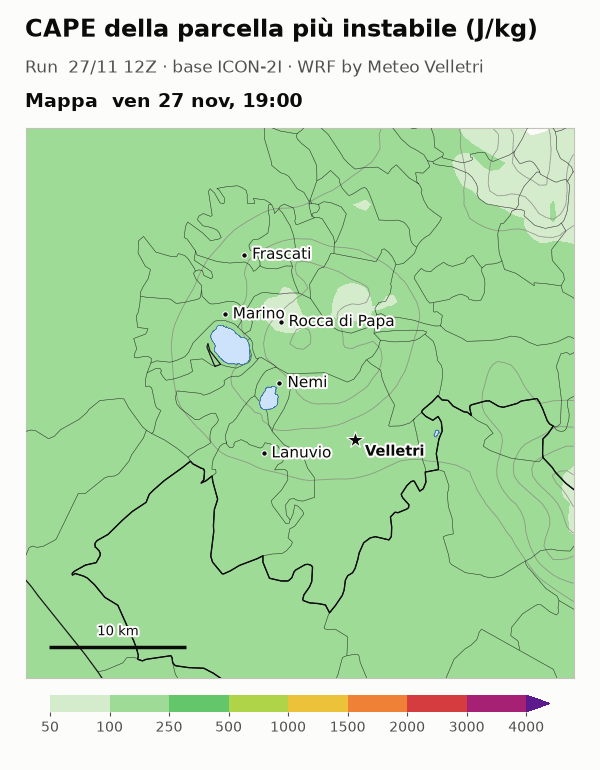 CAPE della parcella più instabile (J/kg)
Run  27/11 12Z · base ICON-2I · WRF by Meteo Velletri
Mappa  ven 27 nov, 19:00
Frascati
Marino
Rocca di Papa
Nemi
Velletri
Lanuvio
10 km
50 100 250 500 1000 1500 2000 3000 4000